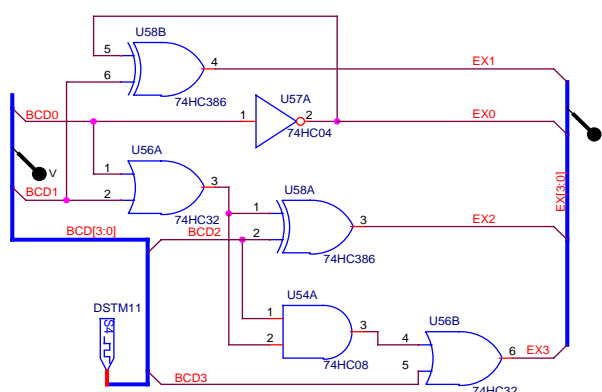 U58B
5
4
EX1
6
74HC386
U57A
BCD0
1
2
EX0
74HC04
U56A
V
1
3
BCD1
2
74HC32
U58A
EX[3:0]
1
BCD[3:0]
BCD2
2
3
EX2
74HC386
DSTM11
U54A
S4
1
3
U56B
2
4
74HC08
6
EX3
5
BCD3
74HC32